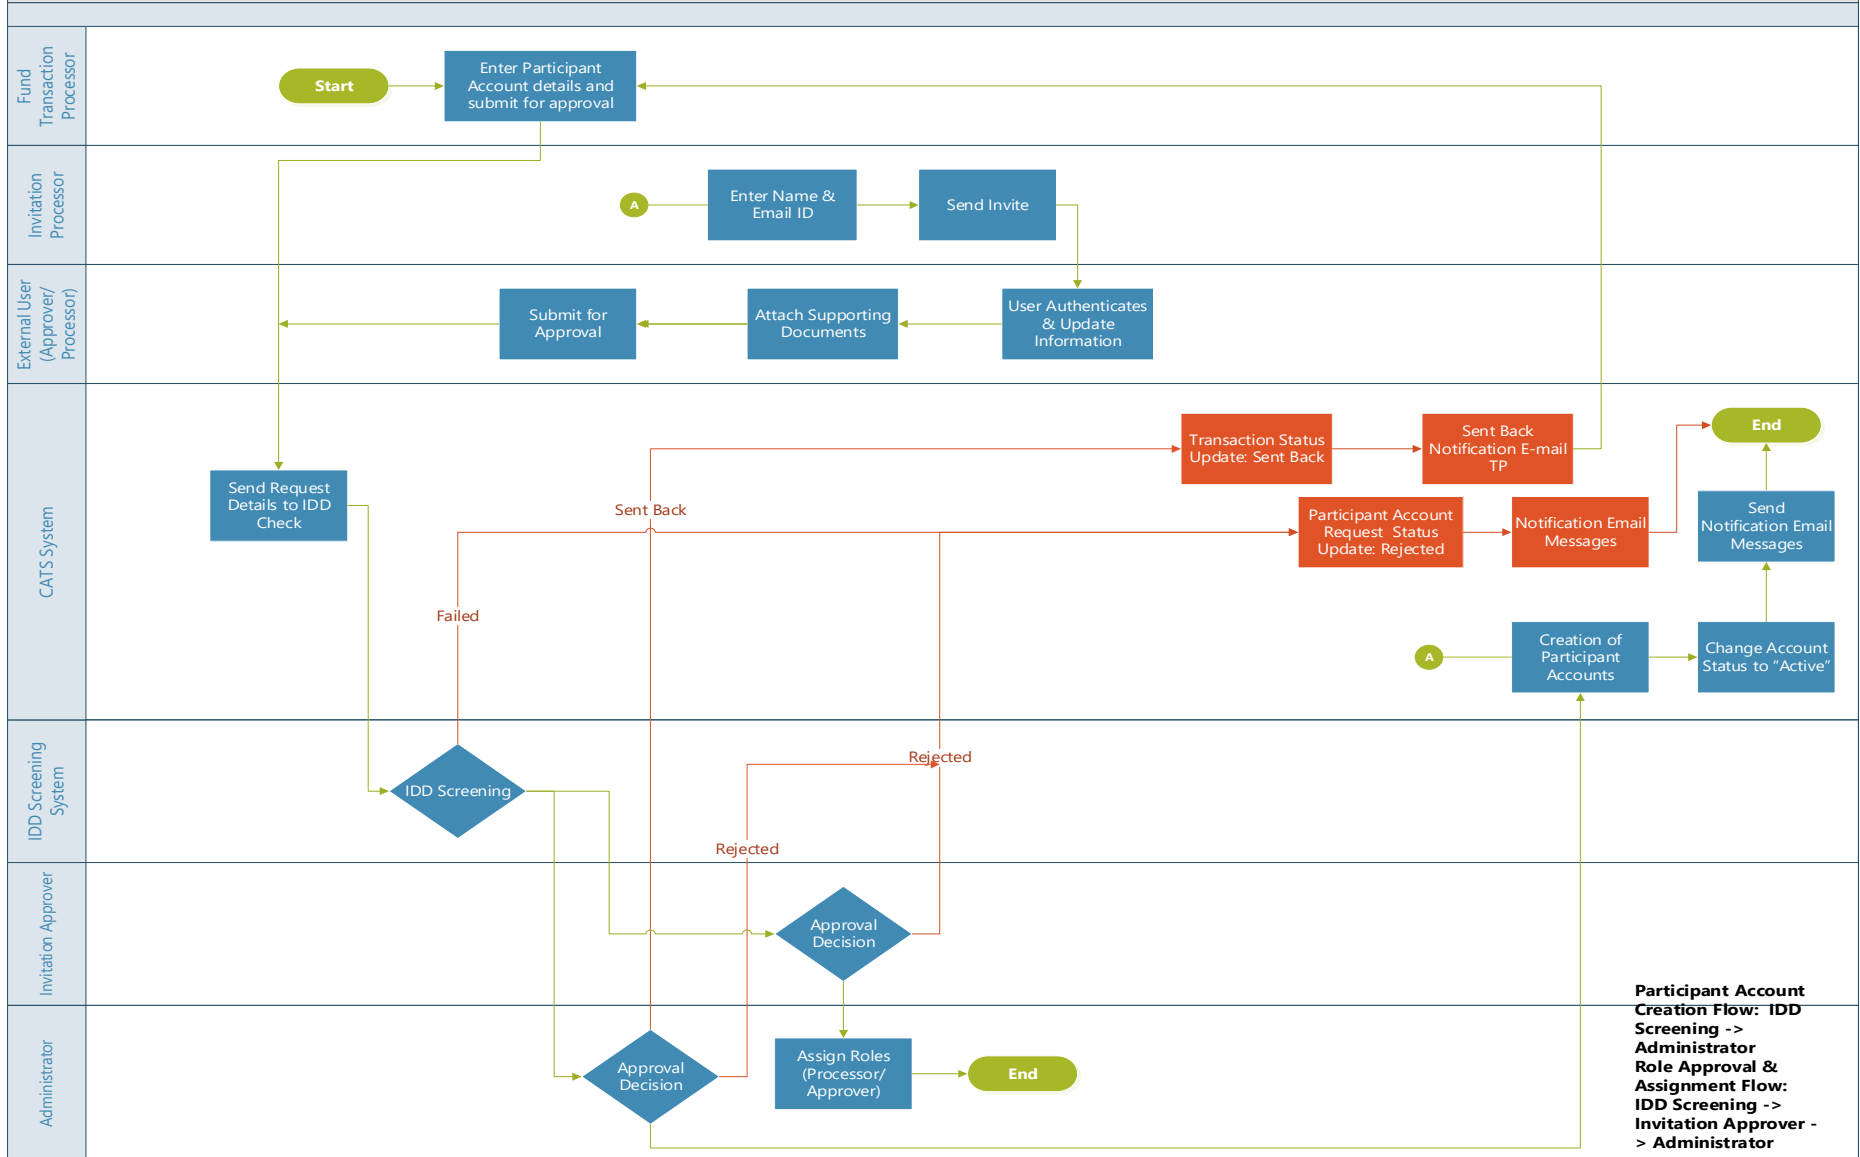 Fund
Transaction
Processor
Start
Enter Participant
Account details and
submit for approval
Invitation
Processor
A
Enter Name &
Email ID
Send Invite
External User
(Approver/
Processor)
Submit for
Approval
Attach Supporting
Documents
User Authenticates
& Update
Information
CATS System
Send Request
Details to IDD
Check
Sent Back
Failed
Transaction Status
Update: Sent Back
Sent Back
Notification E-mail
TP
End
Participant Account
Request  Status
Update: Rejected
Notification Email
Messages
Send
Notification Email
Messages
A
Creation of
Participant
Accounts
Change Account
Status to “Active”
IDD Screening
System
IDD Screening
Rejected
Rejected
Invitation Approver
Approval
Decision
Administrator
Approval
Decision
Assign Roles
(Processor/
Approver)
End
Participant Account
Creation Flow:  IDD
Screening ->
Administrator
Role Approval &
Assignment Flow:
IDD Screening ->
Invitation Approver -
> Administrator